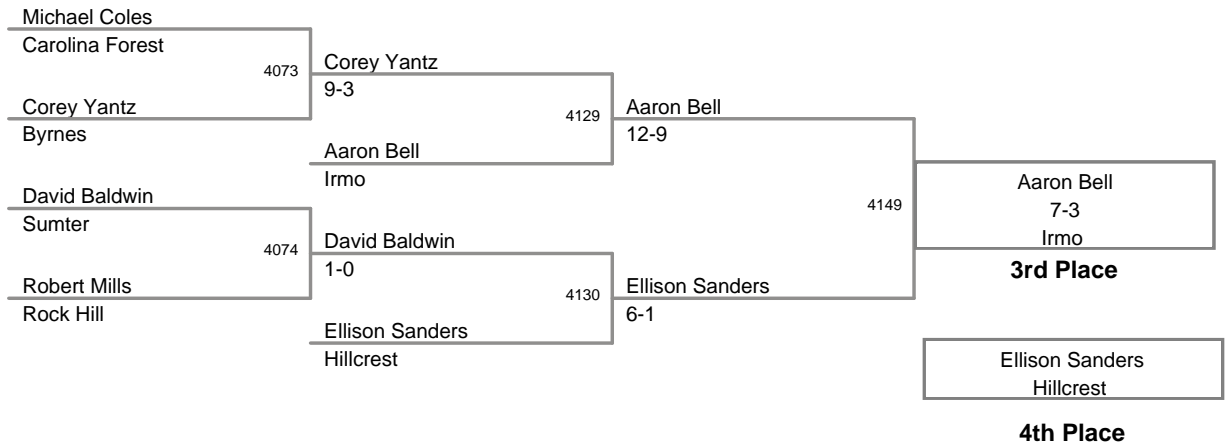 Michael Coles
Carolina Forest
4073
Corey Yantz
Byrnes
David Baldwin
Sumter
4074
Robert Mills
Rock Hill
Corey Yantz
9-3
4129
Aaron Bell
Irmo
David Baldwin
1-0
4130
Ellison Sanders
Hillcrest
Aaron Bell
12-9
4149
Ellison Sanders
6-1
Aaron Bell
7-3
Irmo
3rd Place
Ellison Sanders
Hillcrest
4th Place